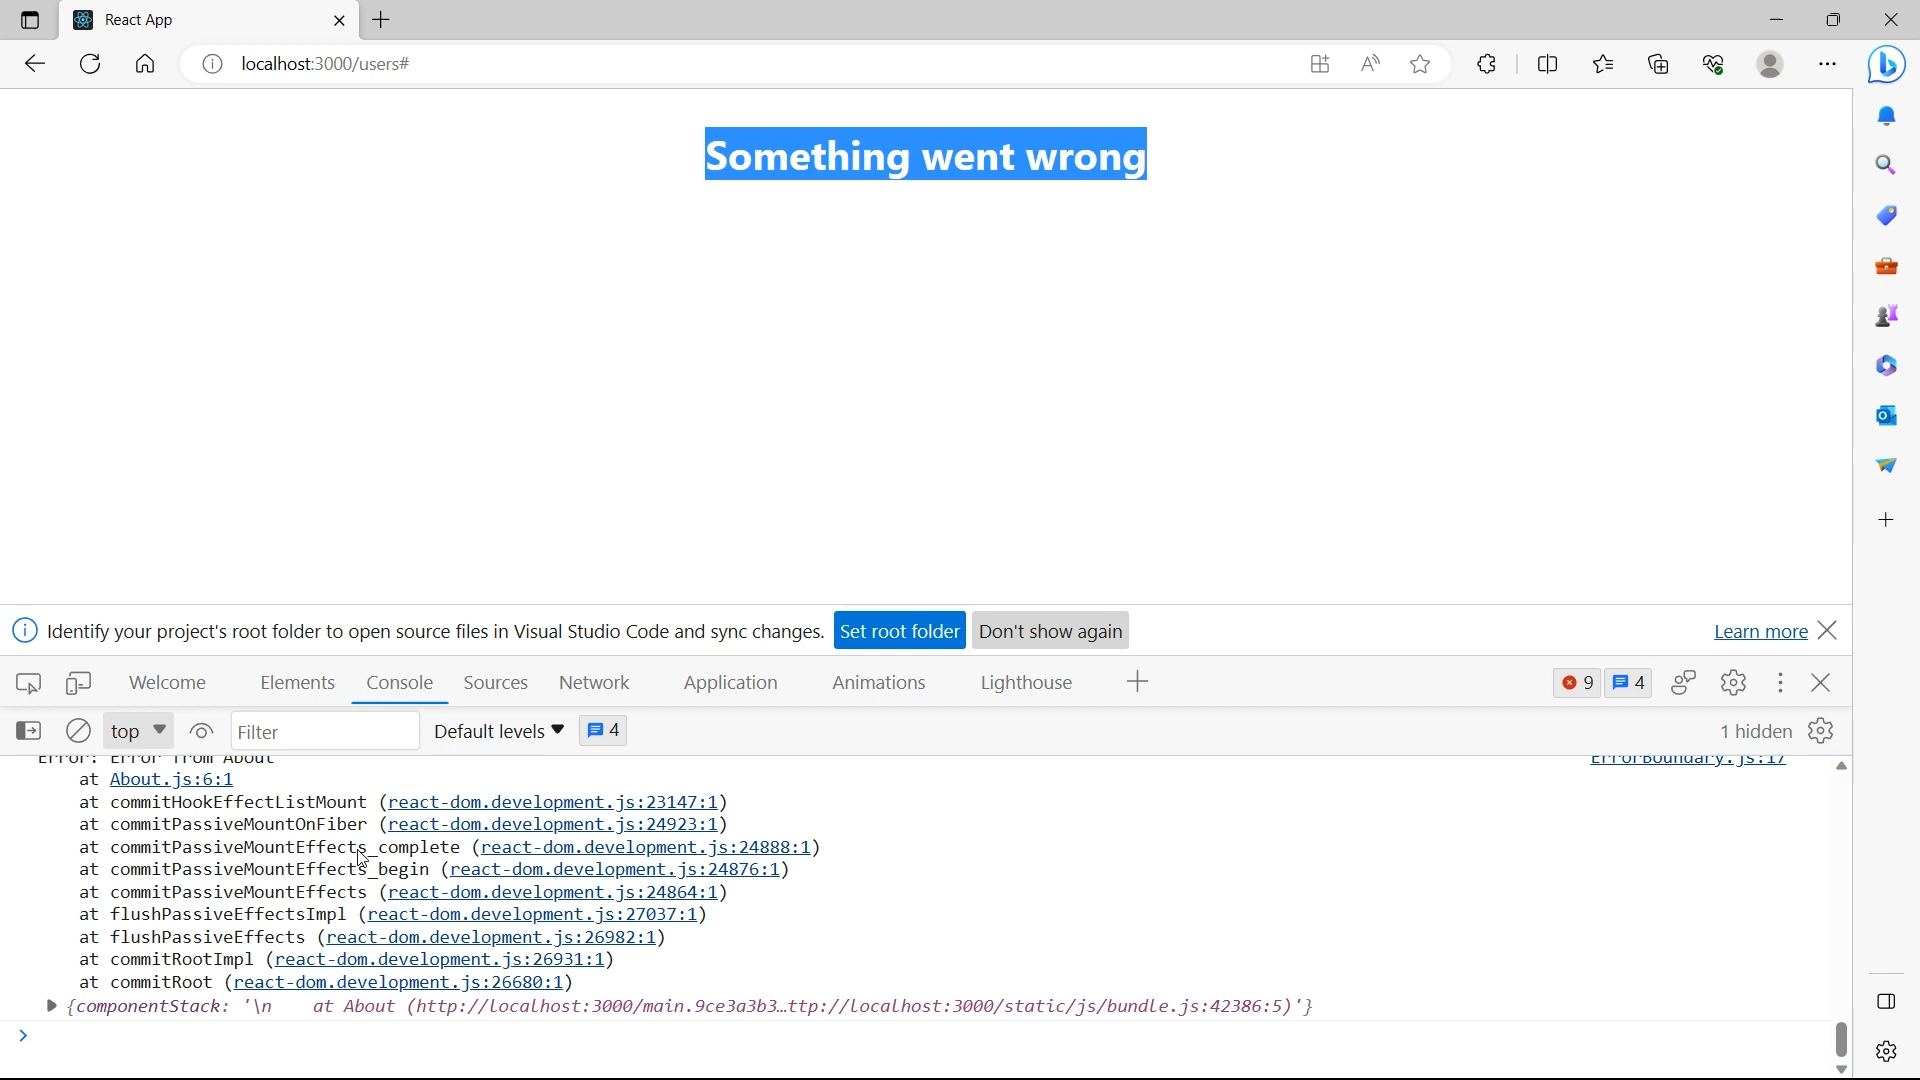 React App
localhost:3000/users#
Something went wrong
Identify your project's root folder to open source files in Visual Studio Code and sync changes. Set root folder Don't show again Learn more
Welcome Elements Console Sources Network Application Animations Lighthouse 9 4
top Filter Default levels 4 1 hidden
Error: Error from About ErrorBoundary.js:17
at About.js:6:1
at commitHookEffectListMount (react-dom.development.js:23147:1)
at commitPassiveMountOnFiber (react-dom.development.js:24923:1)
at commitPassiveMountEffects_complete (react-dom.development.js:24888:1)
at commitPassiveMountEffects_begin (react-dom.development.js:24876:1)
at commitPassiveMountEffects (react-dom.development.js:24864:1)
at flushPassiveEffectsImpl (react-dom.development.js:27037:1)
at flushPassiveEffects (react-dom.development.js:26982:1)
at commitRootImpl (react-dom.development.js:26931:1)
at commitRoot (react-dom.development.js:26680:1)
{componentStack: '\n    at About (http://localhost:3000/main.9ce3a3b3…ttp://localhost:3000/static/js/bundle.js:42386:5)'}